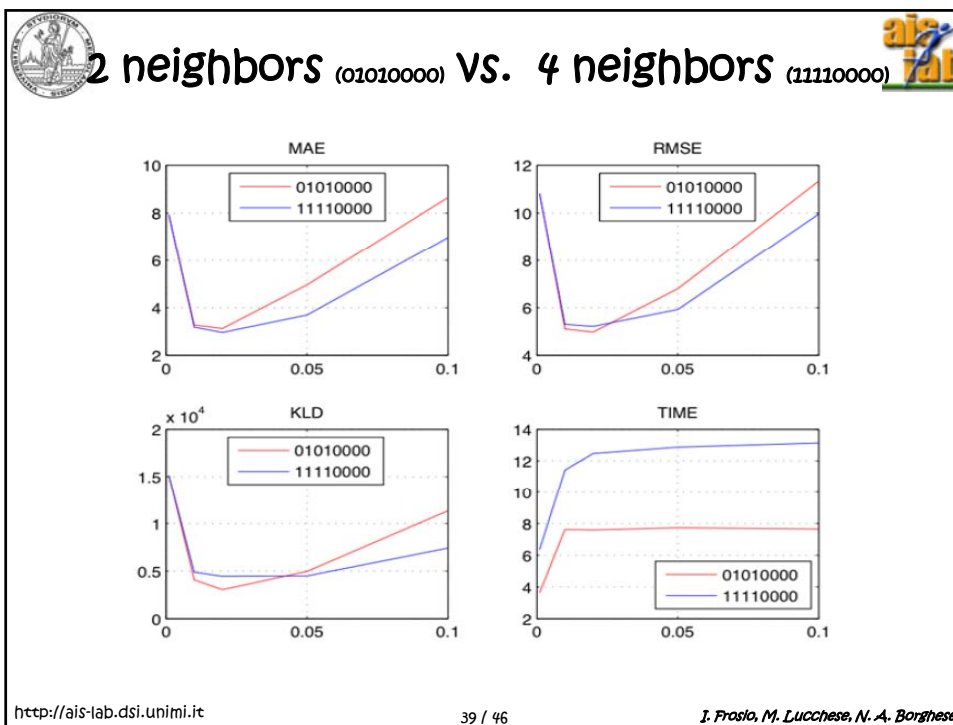 STVDIORVM
2 neighbors (01010000) vs. 4 neighbors (11110000)
ais
lab
MAE
10
8
6
4
2
0 0.05 0.1
01010000
11110000
RMSE
12
10
8
6
4
0 0.05 0.1
01010000
11110000
KLD
x 10^4
2
1.5
1
0.5
0
0 0.05 0.1
01010000
11110000
TIME
14
12
10
8
6
4
2
0 0.05 0.1
01010000
11110000
http://ais-lab.dsi.unimi.it 39 / 46 I. Frosio, M. Lucchese, N. A. Borghese